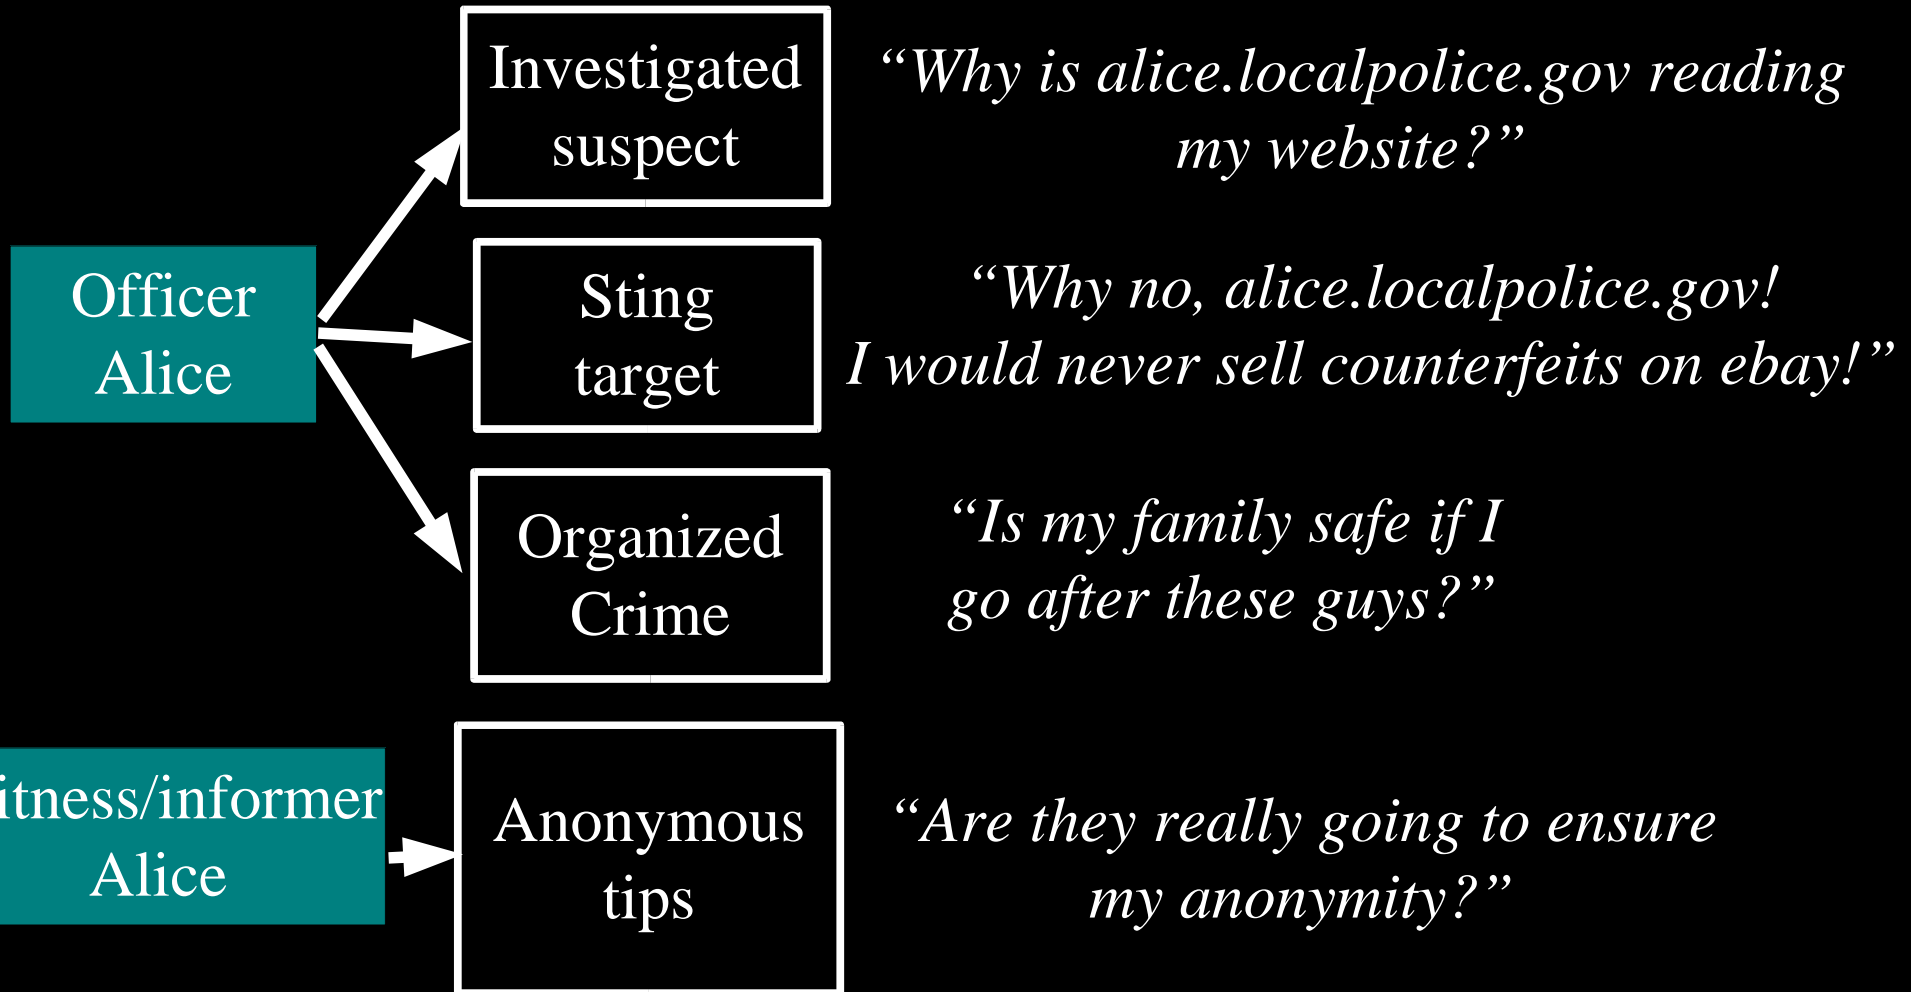 Investigated
suspect
“Why is alice.localpolice.gov reading
my website?”
Officer
Alice
Sting
target
“Why no, alice.localpolice.gov!
I would never sell counterfeits on ebay!”
Organized
Crime
“Is my family safe if I
go after these guys?”
itness/informer
Alice
Anonymous
tips
“Are they really going to ensure
my anonymity?”